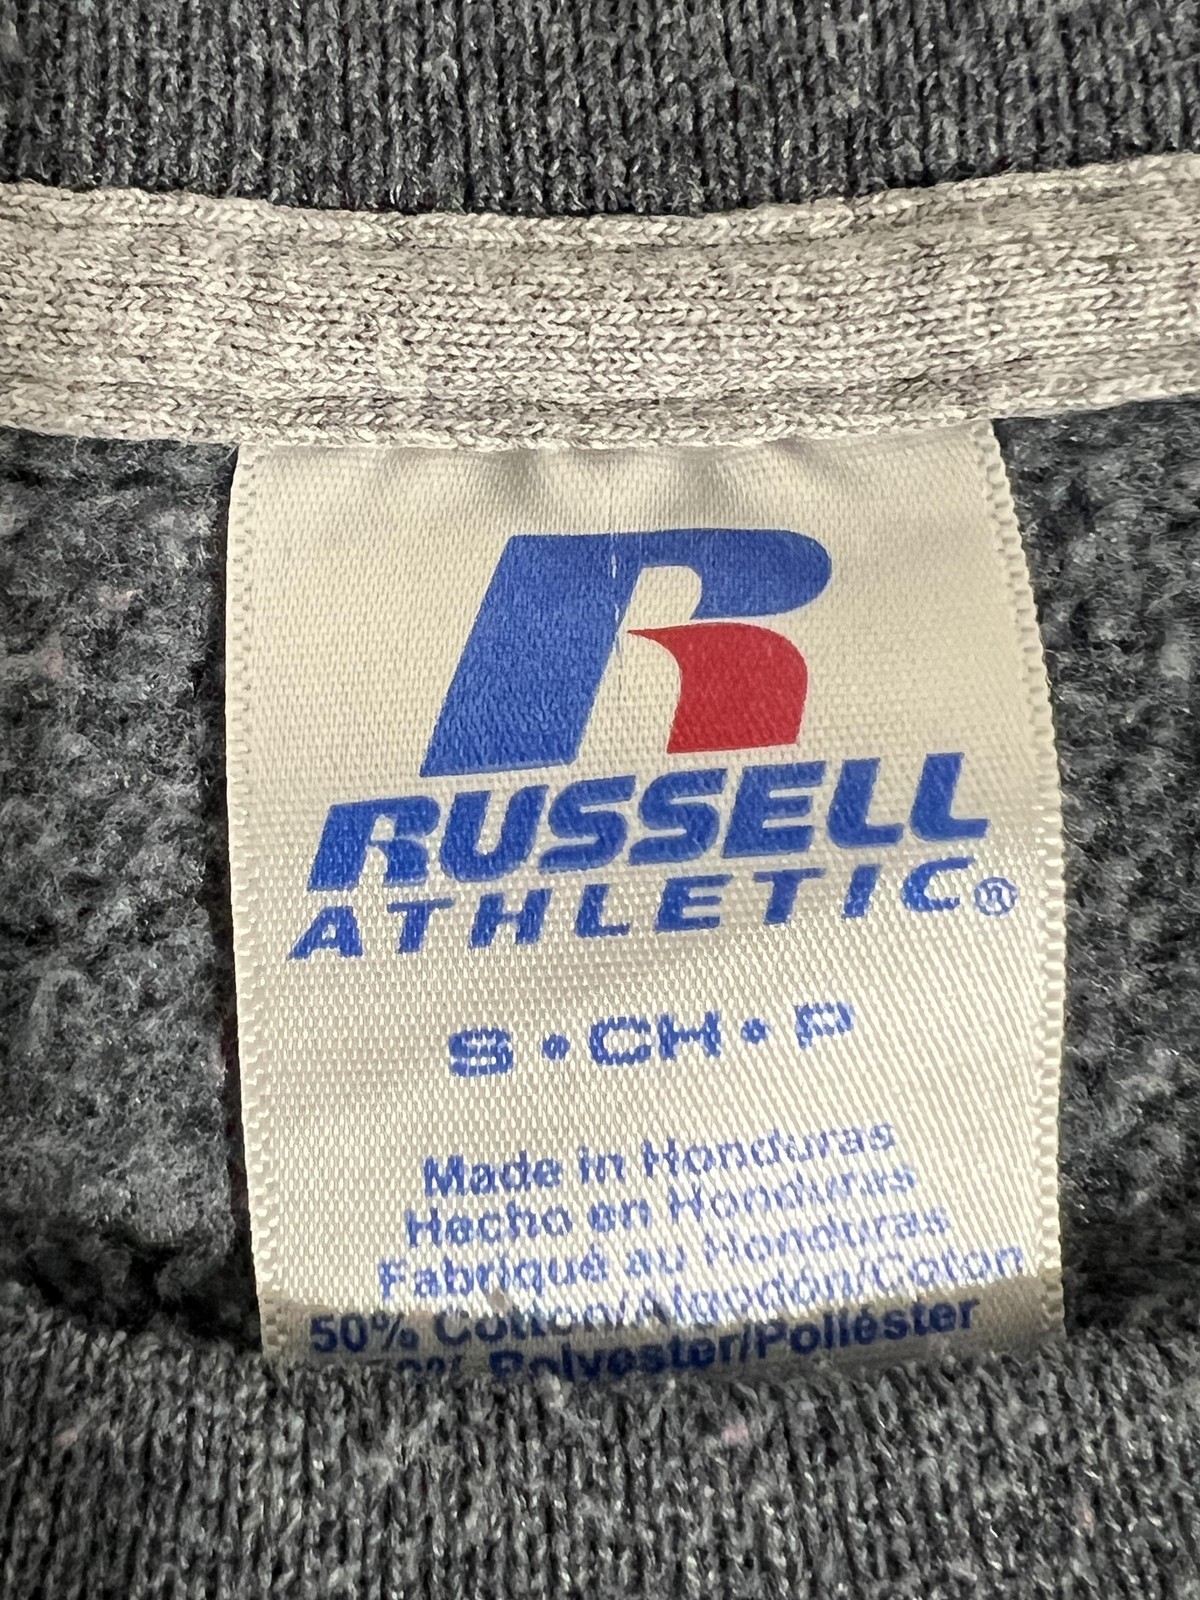 R
RUSSELL
ATHLETIC®
S • CH • P
Made in Honduras
Hecho en Honduras
Fabriqué au Honduras
50% Cotton/Algodón/Coton
Polyester/Poliéster